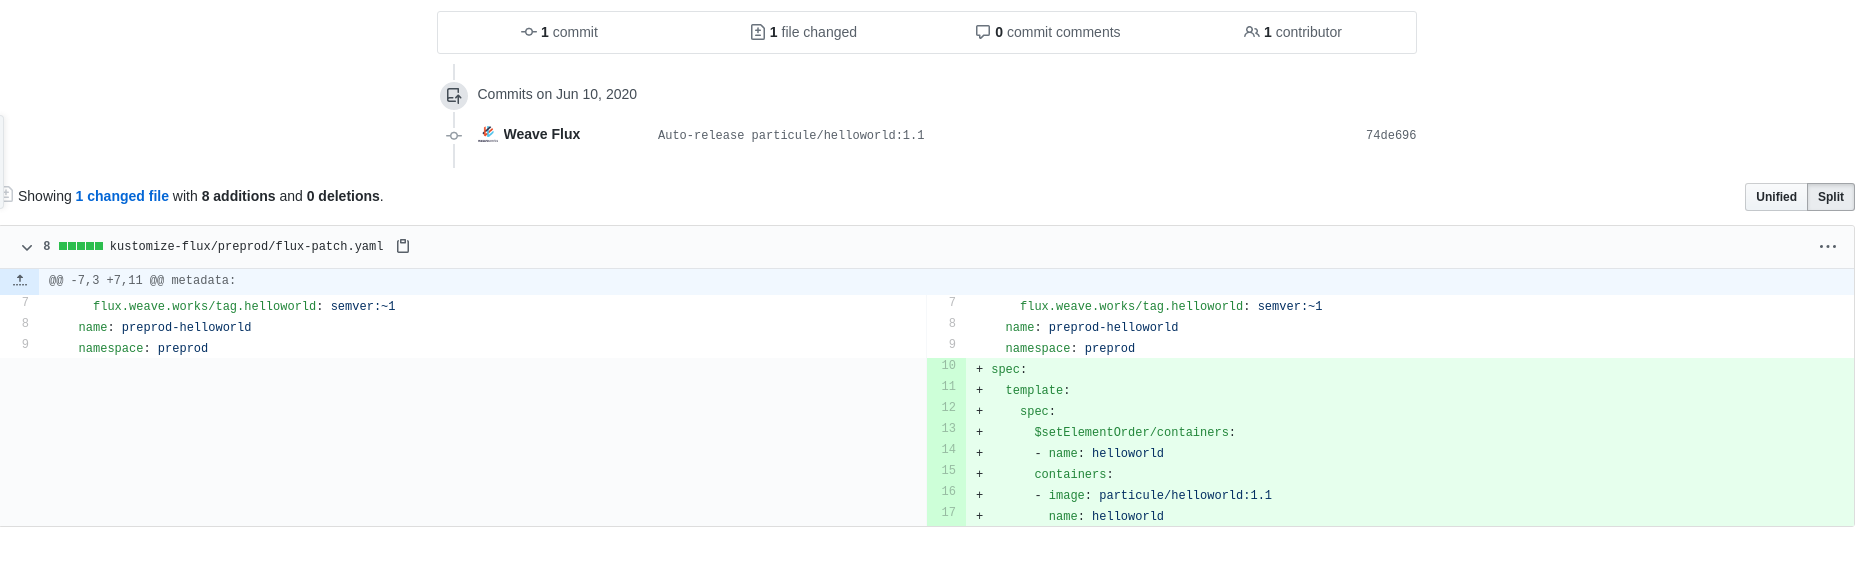 1 commit 1 file changed 0 commit comments 1 contributor
Commits on Jun 10, 2020
Weave Flux Auto-release particule/helloworld:1.1 74de696
Showing 1 changed file with 8 additions and 0 deletions. Unified Split
8 kustomize-flux/preprod/flux-patch.yaml
@@ -7,3 +7,11 @@ metadata:
7 flux.weave.works/tag.helloworld: semver:~1 7 flux.weave.works/tag.helloworld: semver:~1
8 name: preprod-helloworld 8 name: preprod-helloworld
9 namespace: preprod 9 namespace: preprod
10 + spec:
11 + template:
12 + spec:
13 + $setElementOrder/containers:
14 + - name: helloworld
15 + containers:
16 + - image: particule/helloworld:1.1
17 + name: helloworld